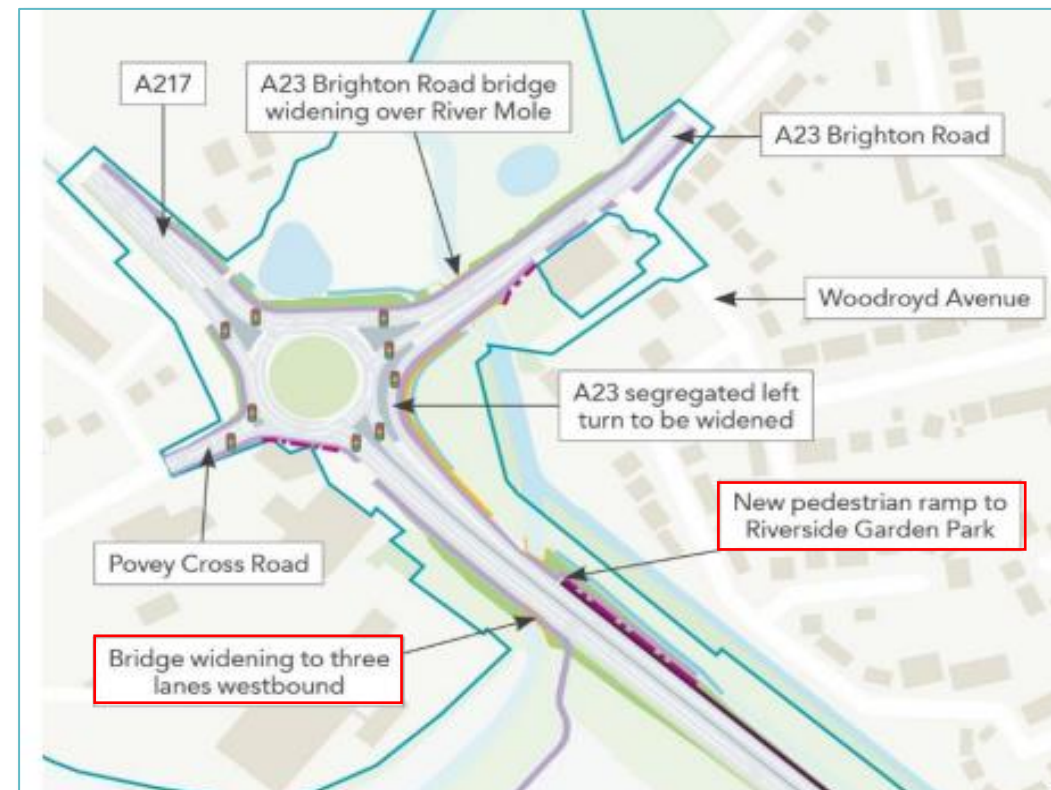 A217
A23 Brighton Road bridge
widening over River Mole
A23 Brighton Road
Woodroyd Avenue
A23 segregated left
turn to be widened
New pedestrian ramp to
Riverside Garden Park
Povey Cross Road
Bridge widening to three
lanes westbound